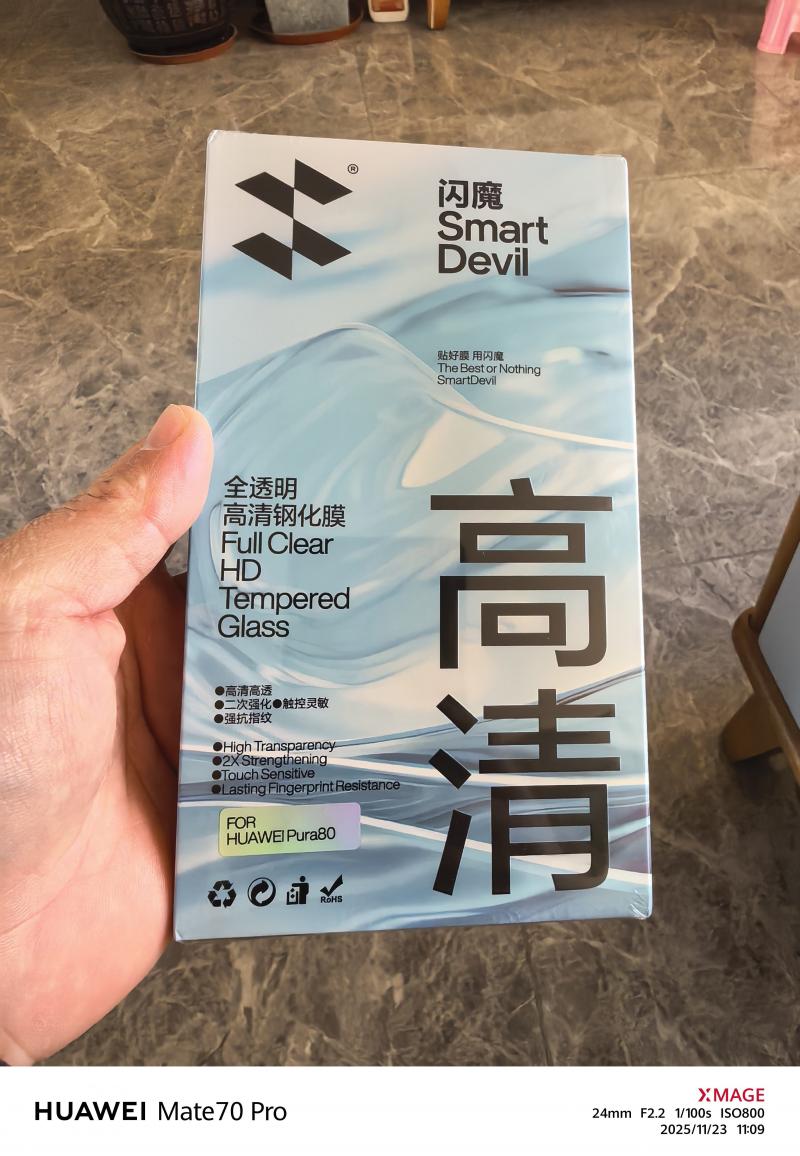 ®
闪魔
Smart
Devil
贴好膜 用闪魔
The Best or Nothing
SmartDevil
全透明
高清钢化膜
Full Clear
HD
Tempered
Glass
高清
●高清高透
●二次强化●触控灵敏
●强抗指纹
●High Transparency
●2X Strengthening
●Touch Sensitive
●Lasting Fingerprint Resistance
FOR
HUAWEI Pura80
RoHS
HUAWEI Mate70 Pro
XMAGE
24mm F2.2 1/100s ISO800
2025/11/23 11:09